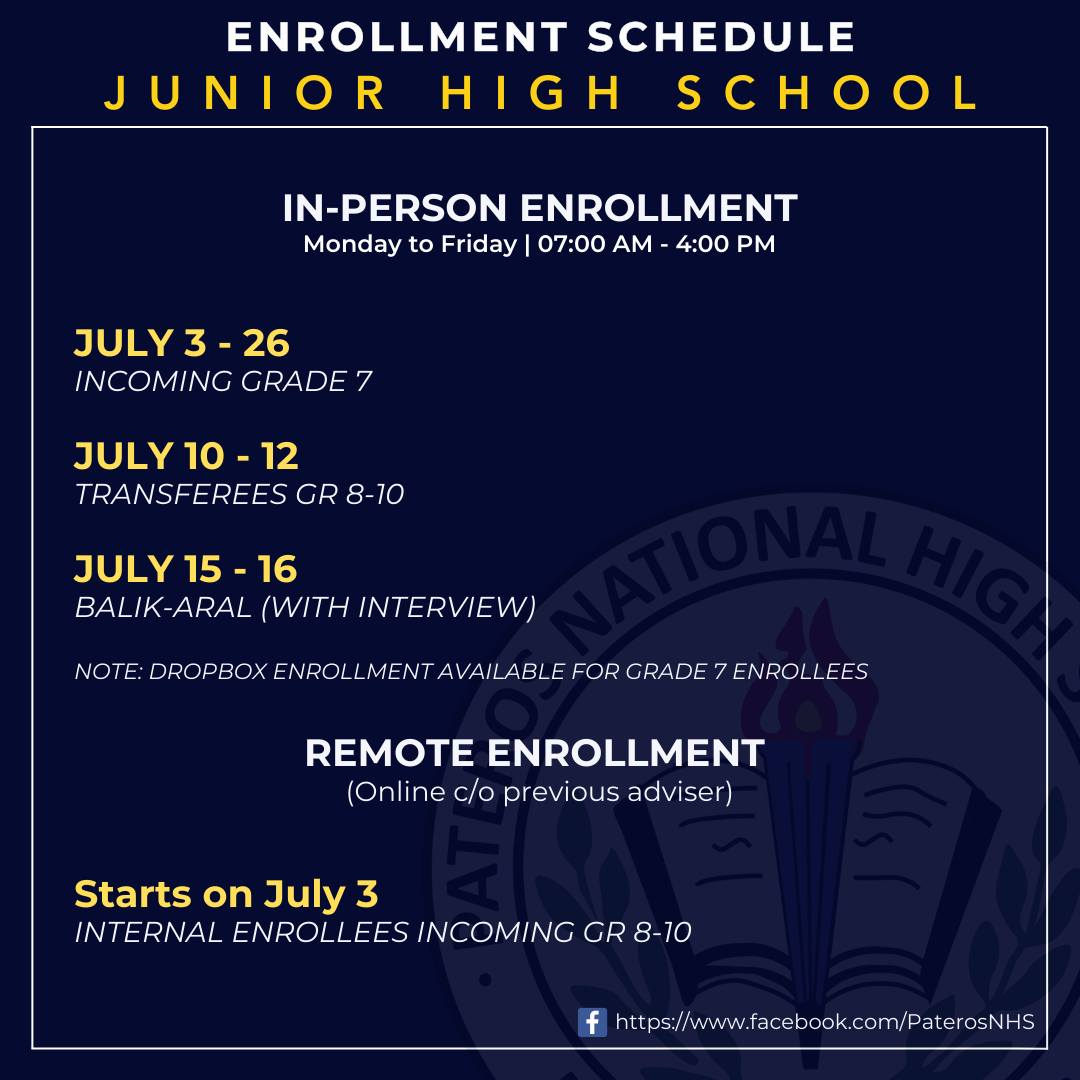 ENROLLMENT SCHEDULE
JUNIOR HIGH SCHOOL
IN-PERSON ENROLLMENT
Monday to Friday | 07:00 AM - 4:00 PM
JULY 3 - 26
INCOMING GRADE 7
JULY 10 - 12
TRANSFEREES GR 8-10
JULY 15 - 16
BALIK-ARAL (WITH INTERVIEW)
NOTE: DROPBOX ENROLLMENT AVAILABLE FOR GRADE 7 ENROLLEES
REMOTE ENROLLMENT
(Online c/o previous adviser)
Starts on July 3
INTERNAL ENROLLEES INCOMING GR 8-10
https://www.facebook.com/PaterosNHS
PATEROS NATIONAL HIGH